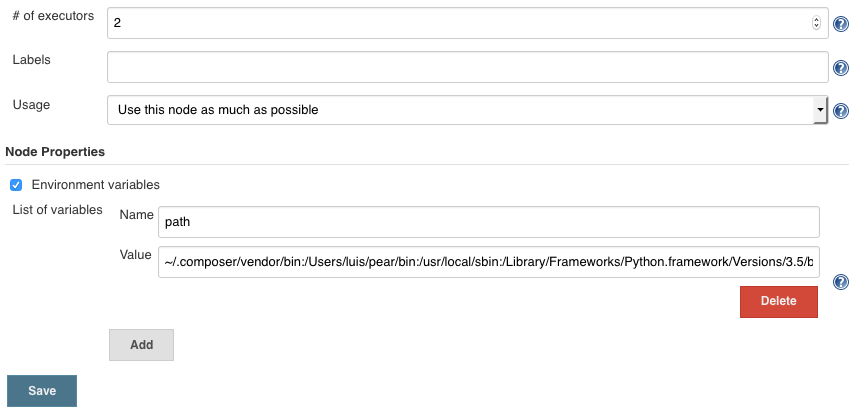 # of executors
2
?
Labels
?
Usage
Use this node as much as possible
?
Node Properties
Environment variables
List of variables
Name
path
Value
~/.composer/vendor/bin:/Users/luis/pear/bin:/usr/local/sbin:/Library/Frameworks/Python.framework/Versions/3.5/b
?
Delete
Add
Save